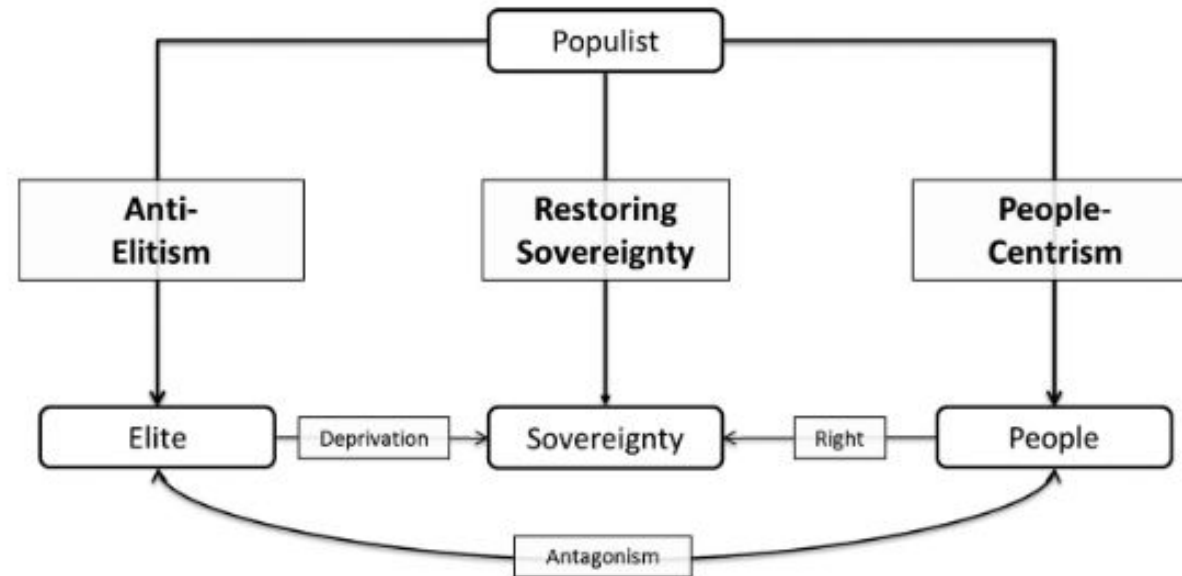 Populist
Anti-
Elitism
Restoring
Sovereignty
People-
Centrism
Elite
Deprivation
Sovereignty
Right
People
Antagonism